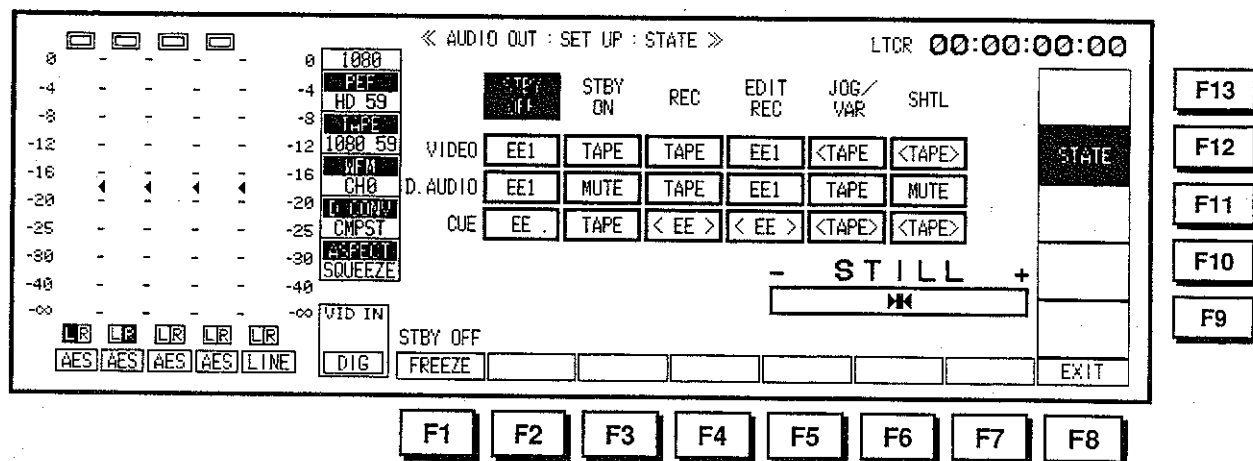 ≪ AUDIO OUT : SET UP : STATE ≫
LTCR 00:00:00:00
0 0
-4 -4
-8 -8
-12 -12
-16 -16
-20 -20
-25 -25
-30 -30
-40 -40
-∞ -∞
LR LR LR LR LR
AES AES AES AES LINE
1080
REF
HD 59
TAPE
1080 59
CH0
D.CONV
CMPST
ASPECT
SQUEEZE
VID IN
DIG
STBY OFF STBY ON REC EDIT REC JOG/VAR SHTL
VIDEO EE1 TAPE TAPE EE1 <TAPE <TAPE>
D. AUDIO EE1 MUTE TAPE EE1 TAPE MUTE
CUE EE . TAPE < EE > < EE > <TAPE> <TAPE>
- STILL +
STBY OFF
FREEZE
STATE
EXIT
F13
F12
F11
F10
F9
F1 F2 F3 F4 F5 F6 F7 F8